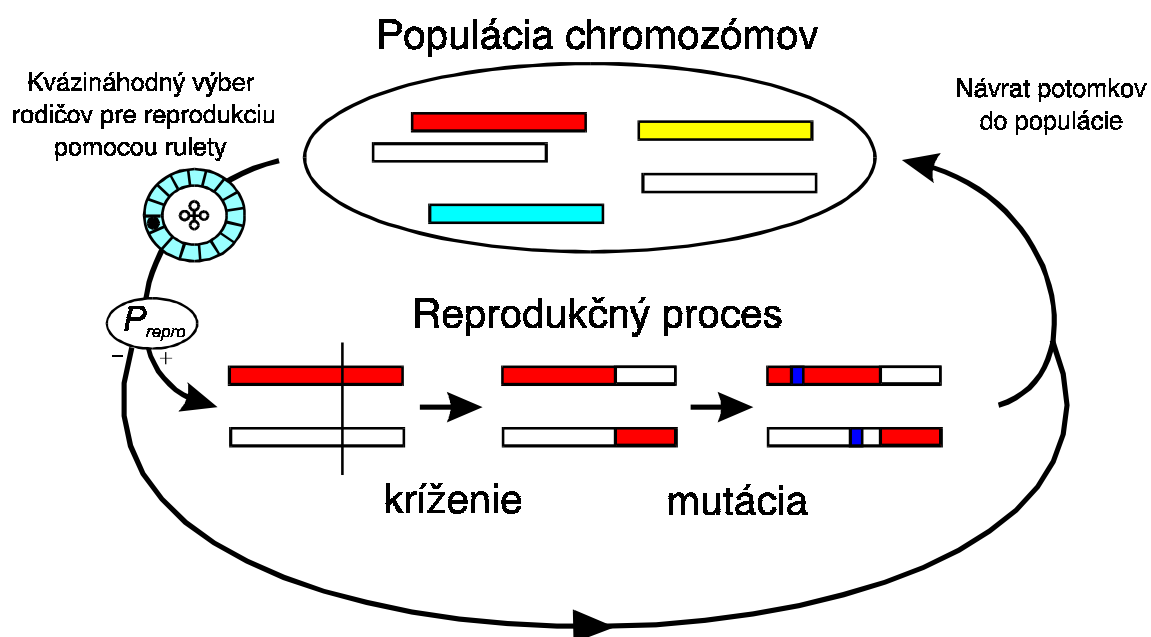 Populácia chromozómov
Kvázináhodný výber
rodičov pre reprodukciu
pomocou rulety
Návrat potomkov
do populácie
P repro
− +
Reprodukčný proces
kríženie
mutácia